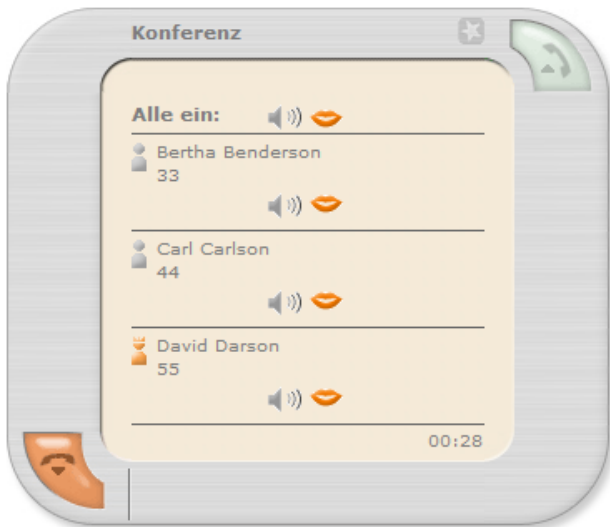 Konferenz
Alle ein:
Bertha Benderson
33
Carl Carlson
44
David Darson
55
00:28